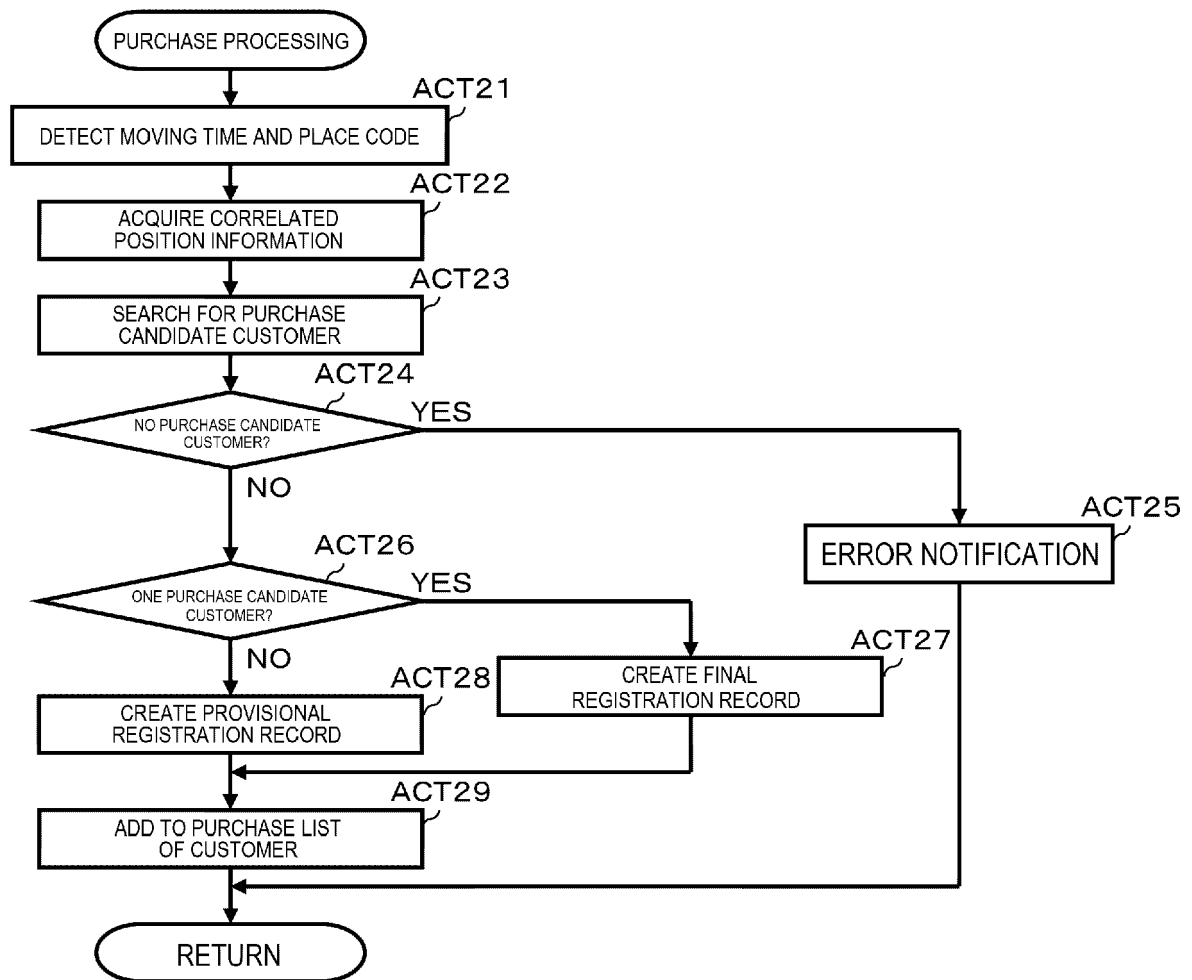 PURCHASE PROCESSING
ACT21
DETECT MOVING TIME AND PLACE CODE
ACT22
ACQUIRE CORRELATED
POSITION INFORMATION
ACT23
SEARCH FOR PURCHASE
CANDIDATE CUSTOMER
ACT24
NO PURCHASE CANDIDATE
CUSTOMER?
YES
NO
ACT25
ERROR NOTIFICATION
ACT26
ONE PURCHASE CANDIDATE
CUSTOMER?
YES
NO
ACT27
CREATE FINAL
REGISTRATION RECORD
ACT28
CREATE PROVISIONAL
REGISTRATION RECORD
ACT29
ADD TO PURCHASE LIST
OF CUSTOMER
RETURN